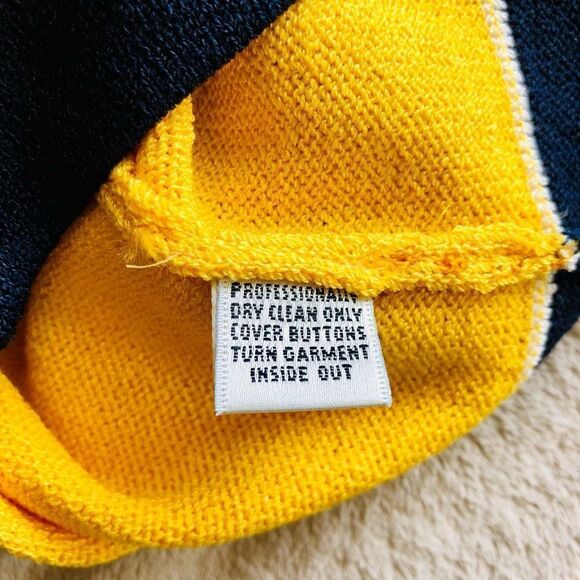 PROFESSIONALLY
DRY CLEAN ONLY
COVER BUTTONS
TURN GARMENT
INSIDE OUT